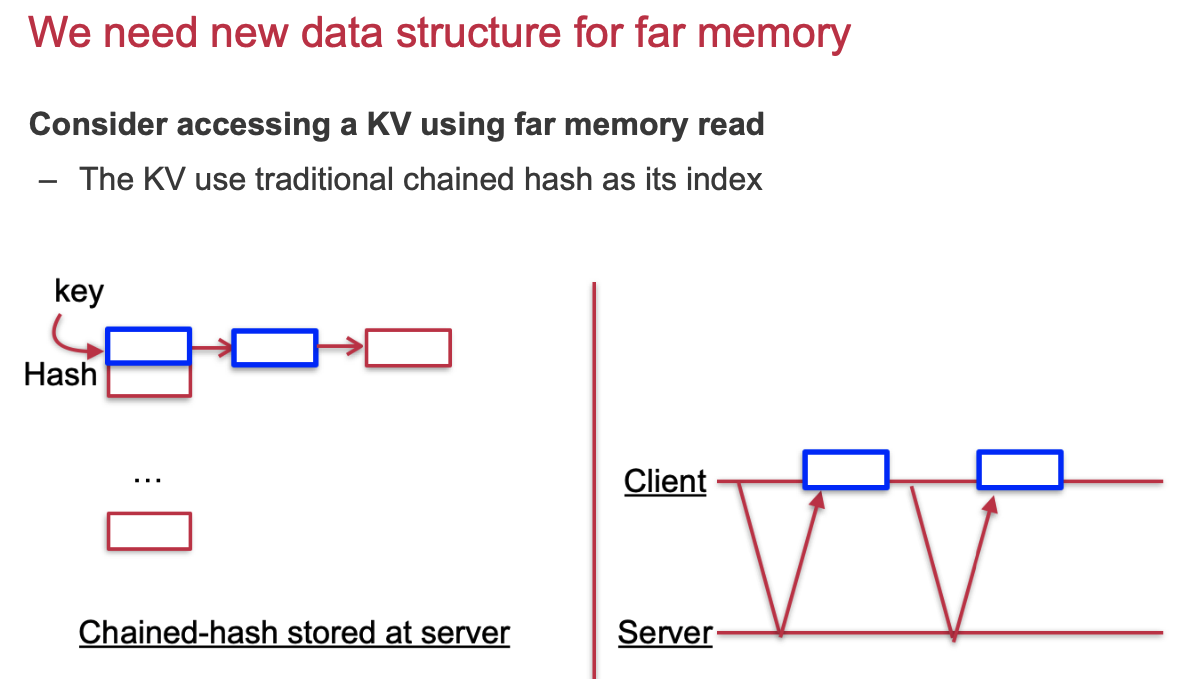 We need new data structure for far memory
Consider accessing a KV using far memory read
– The KV use traditional chained hash as its index
key
Hash
...
Chained-hash stored at server
Client
Server